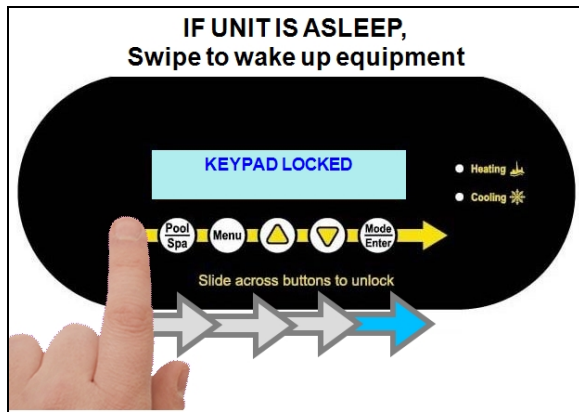 IF UNIT IS ASLEEP,
Swipe to wake up equipment
KEYPAD LOCKED
Heating
Cooling
Pool
Spa
Menu
Mode
Enter
Slide across buttons to unlock